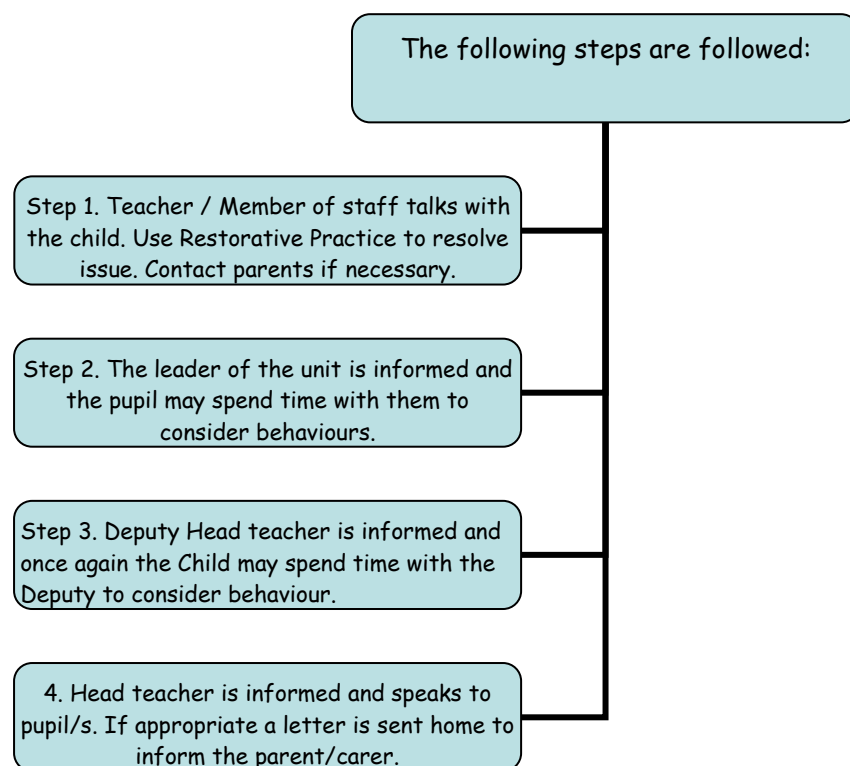 The following steps are followed:
Step 1. Teacher / Member of staff talks with
the child. Use Restorative Practice to resolve
issue. Contact parents if necessary.
Step 2. The leader of the unit is informed and
the pupil may spend time with them to
consider behaviours.
Step 3. Deputy Head teacher is informed and
once again the Child may spend time with the
Deputy to consider behaviour.
4. Head teacher is informed and speaks to
pupil/s. If appropriate a letter is sent home to
inform the parent/carer.